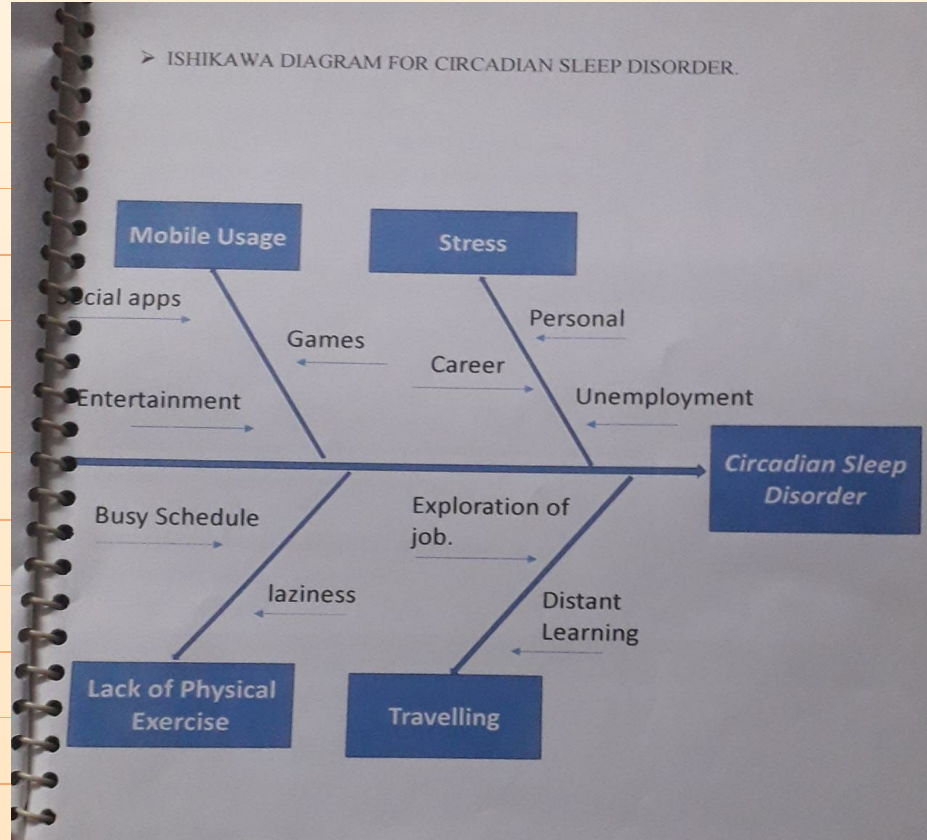 ➢ ISHIKAWA DIAGRAM FOR CIRCADIAN SLEEP DISORDER.
Mobile Usage
Stress
Social apps
Games
Entertainment
Personal
Career
Unemployment
Circadian Sleep
Disorder
Busy Schedule
laziness
Exploration of
job.
Distant
Learning
Lack of Physical
Exercise
Travelling